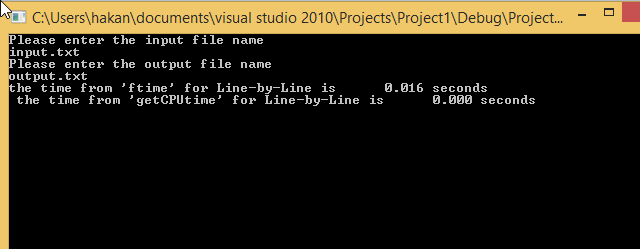 C:\Users\hakan\documents\visual studio 2010\Projects\Project1\Debug\Project...
Please enter the input file name
input.txt
Please enter the output file name
output.txt
the time from 'ftime' for Line-by-Line is      0.016 seconds
 the time from 'getCPUtime' for Line-by-Line is      0.000 seconds